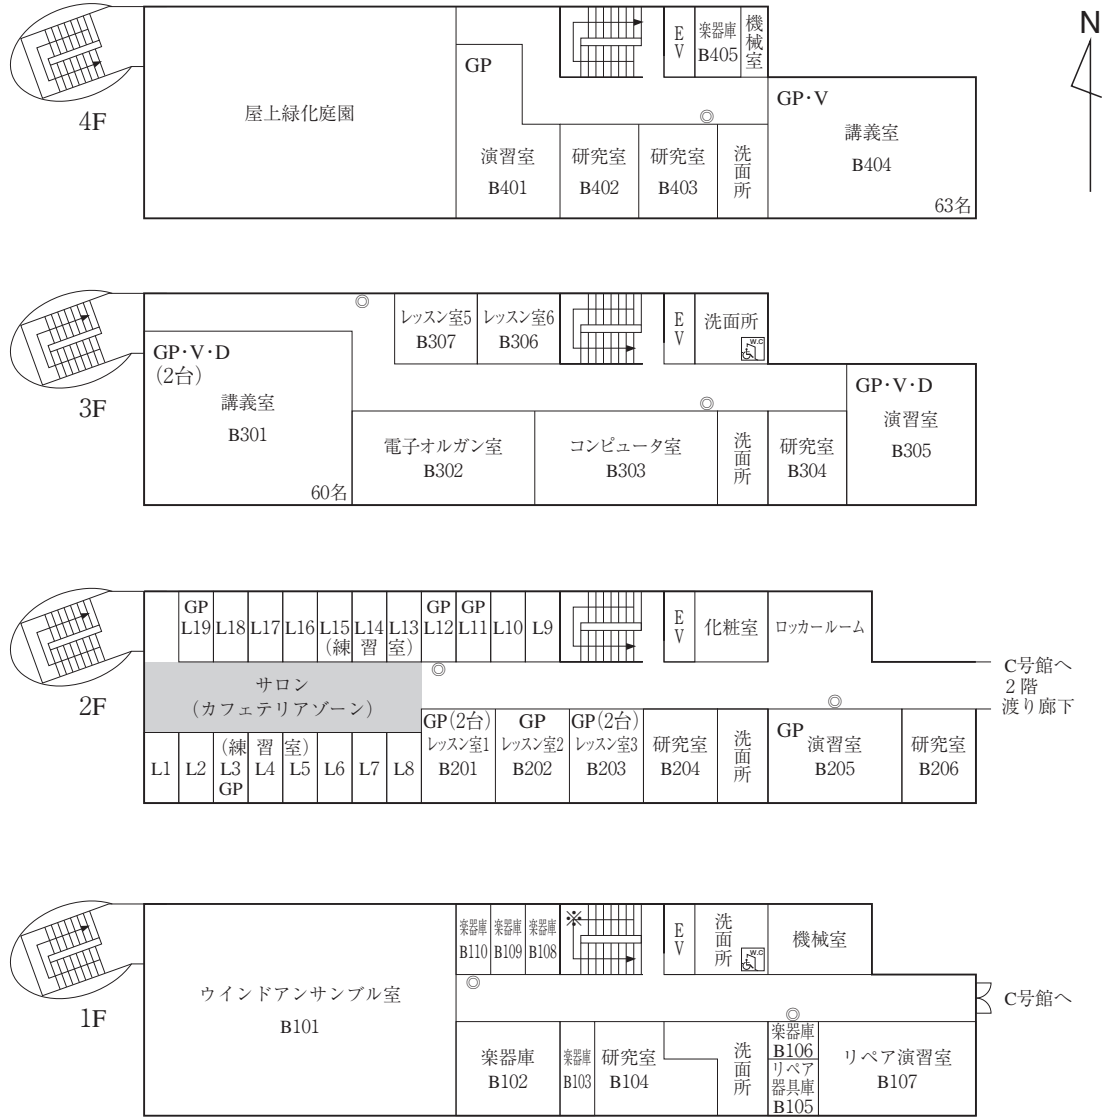 N
4F
屋上緑化庭園
GP
演習室
B401
研究室
B402
研究室
B403
洗面所
EV
楽器庫
B405
機械室
GP・V
講義室
B404
63名
◎
3F
◎
GP・V・D
(2台)
講義室
B301
60名
レッスン室5
B307
レッスン室6
B306
EV
洗面所
W.C
◎
電子オルガン室
B302
コンピュータ室
B303
洗面所
研究室
B304
GP・V・D
演習室
B305
2F
GP
L19
L18
L17
L16
L15
L14
L13
(練習室)
GP
L12
GP
L11
L10
L9
EV
化粧室
ロッカールーム
サロン
(カフェテリアゾーン)
◎
◎
C号館へ
2階
渡り廊下
(練習室)
L1
L2
L3
GP
L4
L5
L6
L7
L8
GP(2台)
レッスン室1
B201
GP
レッスン室2
B202
GP(2台)
レッスン室3
B203
研究室
B204
洗面所
GP
演習室
B205
研究室
B206
1F
ウインドアンサンブル室
B101
楽器庫
B110
楽器庫
B109
楽器庫
B108
※
EV
洗面所
W.C
機械室
◎
◎
C号館へ
楽器庫
B102
楽器庫
B103
研究室
B104
洗面所
楽器庫
B106
リペア
器具庫
B105
リペア演習室
B107